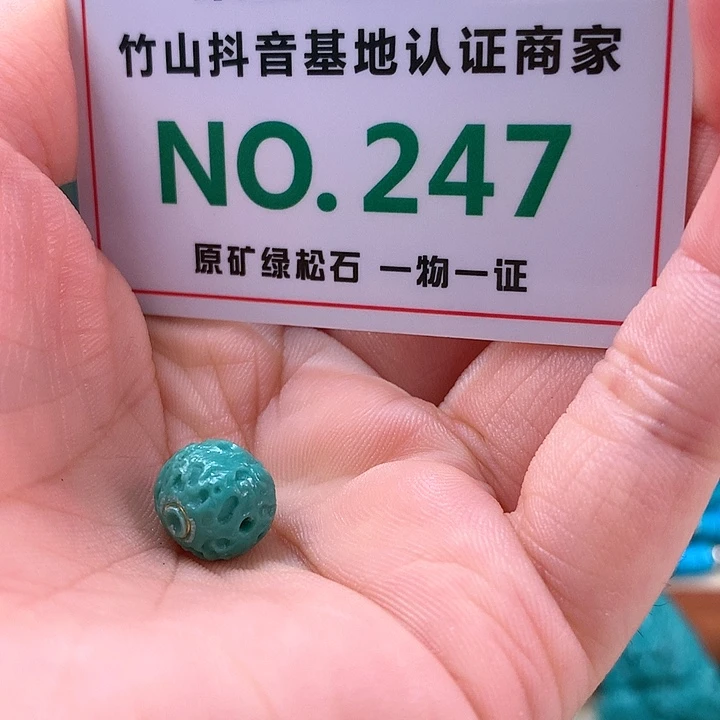 竹山抖音基地认证商家
NO.247
原矿绿松石 一物一证